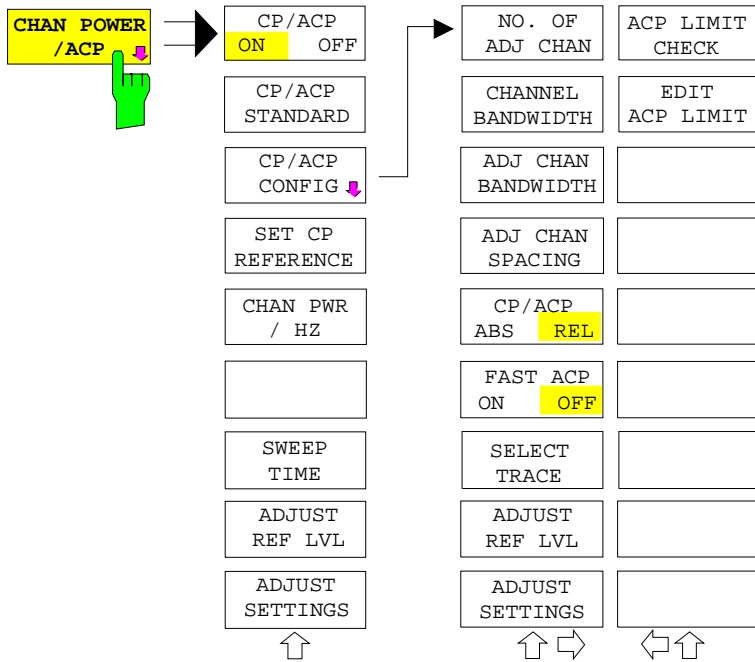 CHAN POWER
/ACP
CP/ACP
ON OFF
CP/ACP
STANDARD
CP/ACP
CONFIG
SET CP
REFERENCE
CHAN PWR
/ HZ
SWEEP
TIME
ADJUST
REF LVL
ADJUST
SETTINGS
NO. OF
ADJ CHAN
CHANNEL
BANDWIDTH
ADJ CHAN
BANDWIDTH
ADJ CHAN
SPACING
CP/ACP
ABS REL
FAST ACP
ON OFF
SELECT
TRACE
ADJUST
REF LVL
ADJUST
SETTINGS
ACP LIMIT
CHECK
EDIT
ACP LIMIT